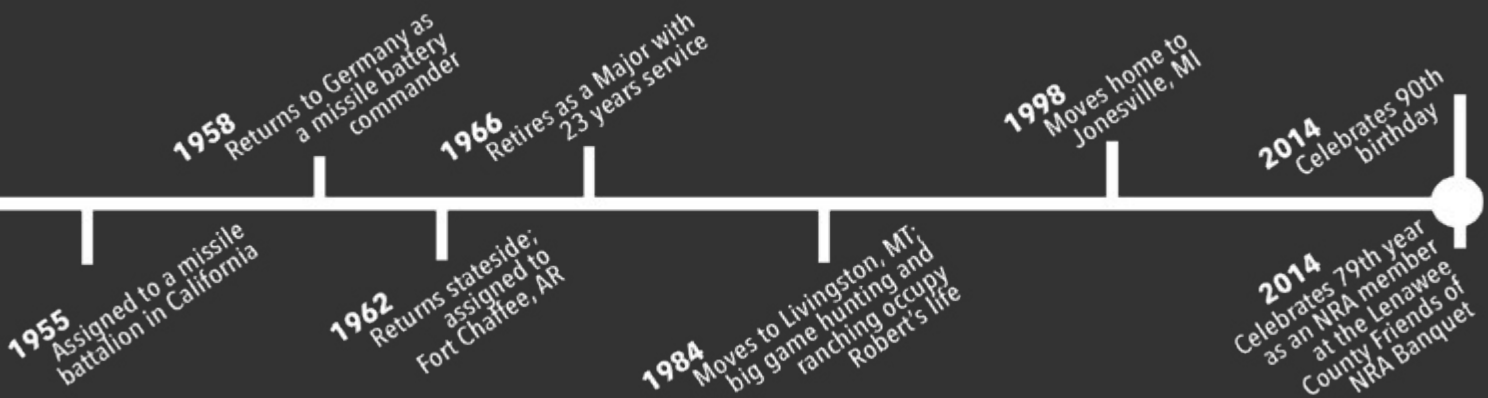 1955
Assigned to a missile
battalion in California
1958
Returns to Germany as
a missile battery
commander
1962
Returns stateside;
assigned to
Fort Chaffee, AR
1966
Retires as a Major with
23 years service
1984
Moves to Livingston, MT;
big game hunting and
ranching occupy
Robert's life
1998
Moves home to
Jonesville, MI
2014
Celebrates 90th
birthday
2014
Celebrates 79th year
as an NRA member
at the Lenawee
County Friends of
NRA Banquet